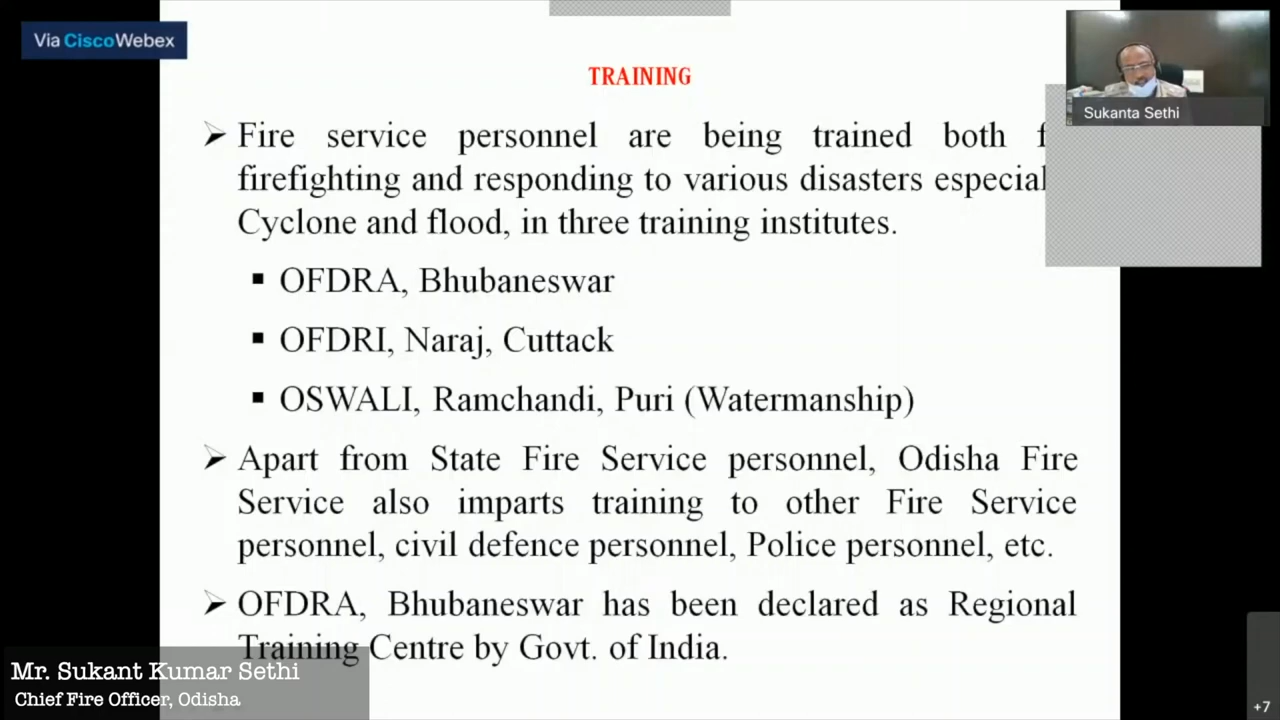 Via CiscoWebex
TRAINING
Sukanta Sethi
Fire service personnel are being trained both
firefighting and responding to various disasters
Cyclone and flood, in three training institutes.
OFDRA, Bhubaneswar
OFDRI, Naraj, Cuttack
OSWALI, Ramchandi, Puri (Watermanship)
Apart from State Fire Service personnel, Odisha Fire
Service also imparts training to other Fire Service
personnel, civil defence personnel, Police personnel, etc.
OFDRA, Bhubaneswar has been declared as Regional
Training Centre by Govt. of India.
Mr. Sukant Kumar Sethi
Chief Fire Officer, Odisha
+7